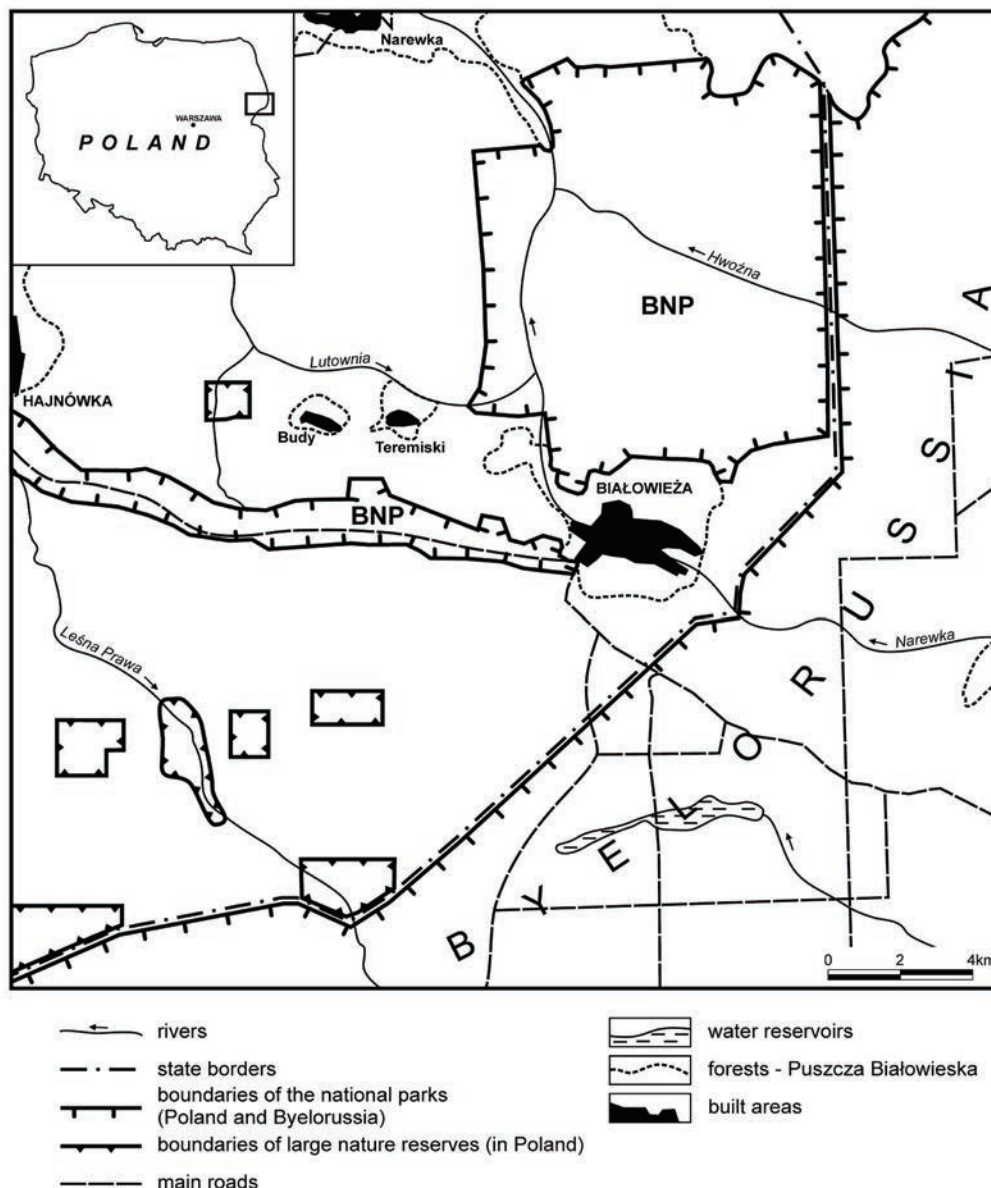 Narewka
WARSZAWA
POLAND
Hwoźna
BNP
Lutownia
HAJNÓWKA
Budy
Teremiski
BIAŁOWIEŻA
BNP
Leśna Prawa
Narewka
BYELORUSSIA
0 2 4km
rivers
state borders
boundaries of the national parks
(Poland and Byelorussia)
boundaries of large nature reserves (in Poland)
main roads
water reservoirs
forests - Puszcza Białowieska
built areas